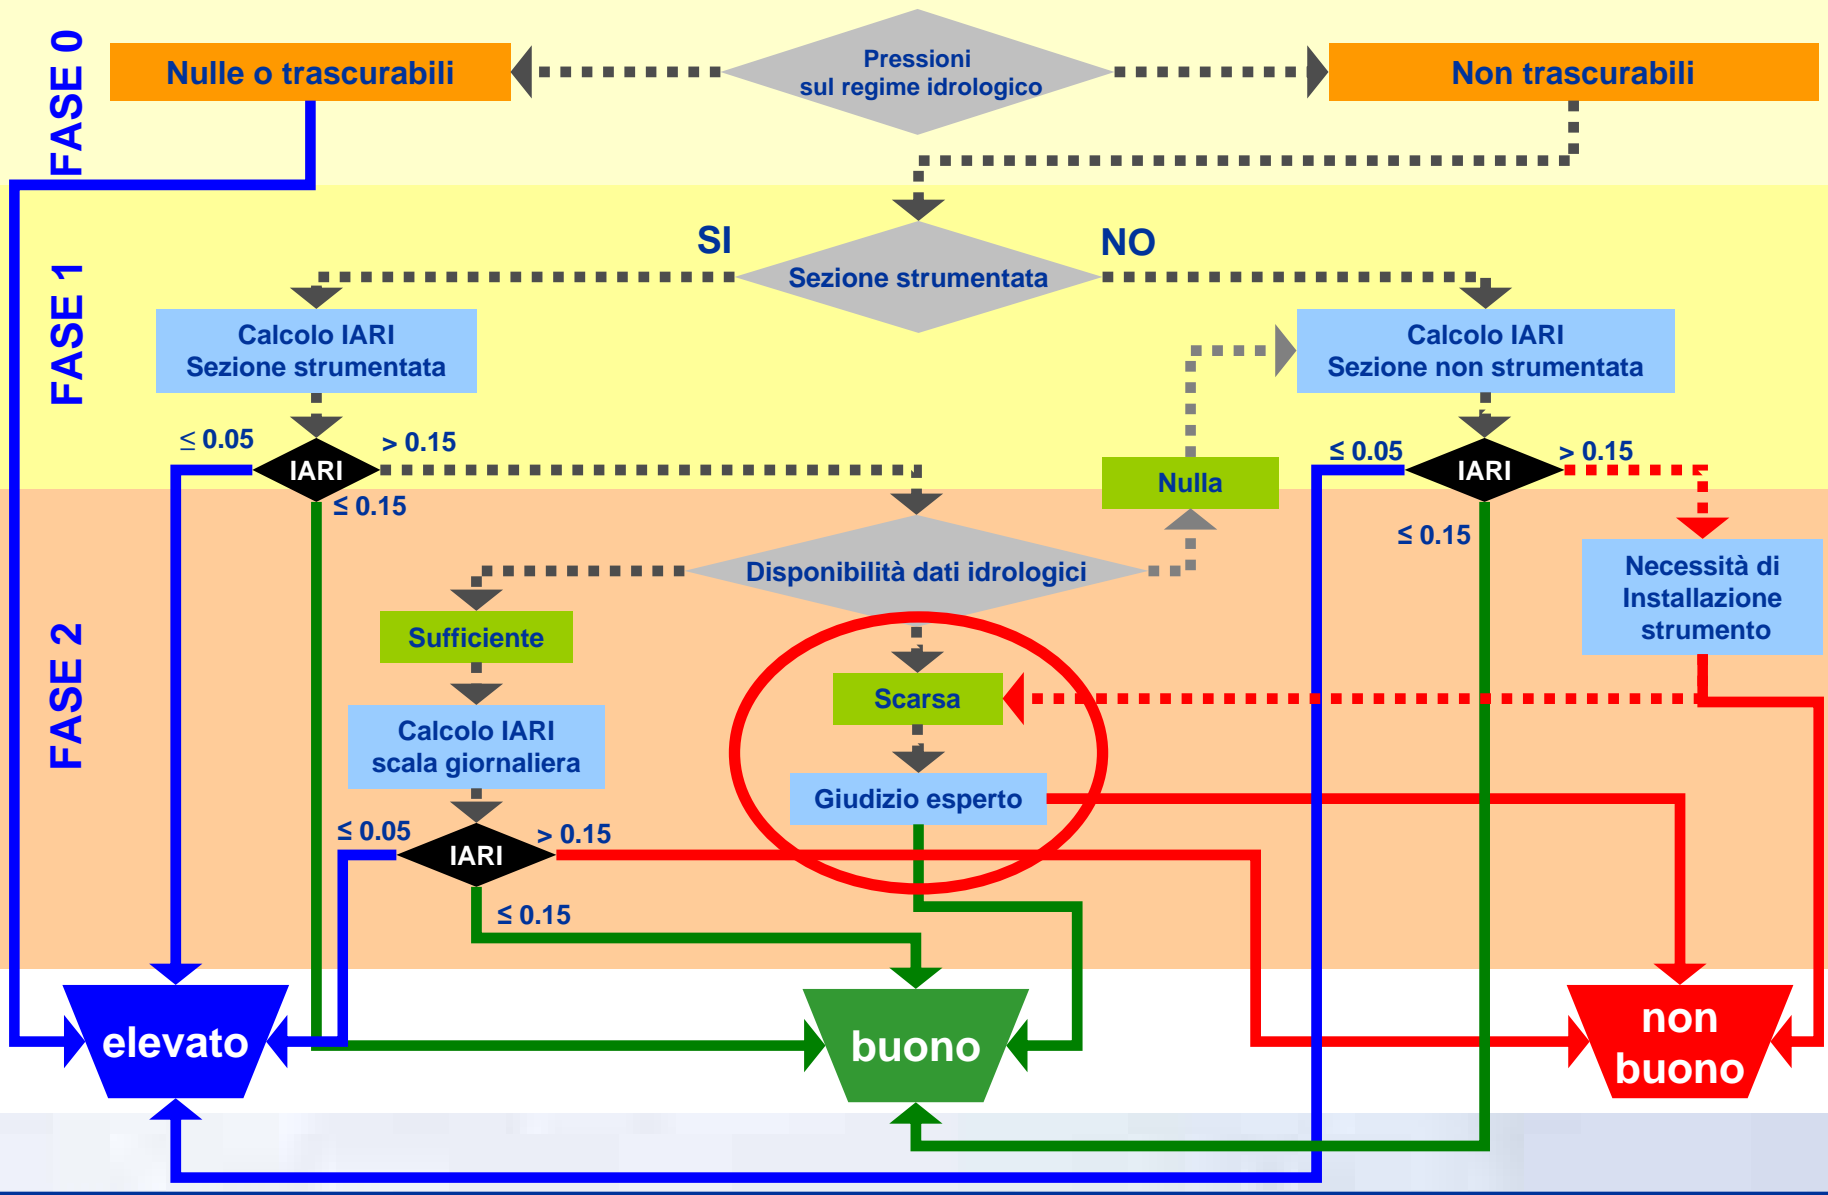 FASE 0
Nulle o trascurabili
Pressioni
sul regime idrologico
Non trascurabili
FASE 1
SI
NO
Sezione strumentata
Calcolo IARI
Sezione strumentata
Calcolo IARI
Sezione non strumentata
≤ 0.05
> 0.15
IARI
≤ 0.15
Nulla
≤ 0.05
> 0.15
IARI
≤ 0.15
FASE 2
Disponibilità dati idrologici
Necessità di
Installazione
strumento
Sufficiente
Scarsa
Calcolo IARI
scala giornaliera
Giudizio esperto
≤ 0.05
> 0.15
IARI
≤ 0.15
elevato
buono
non
buono